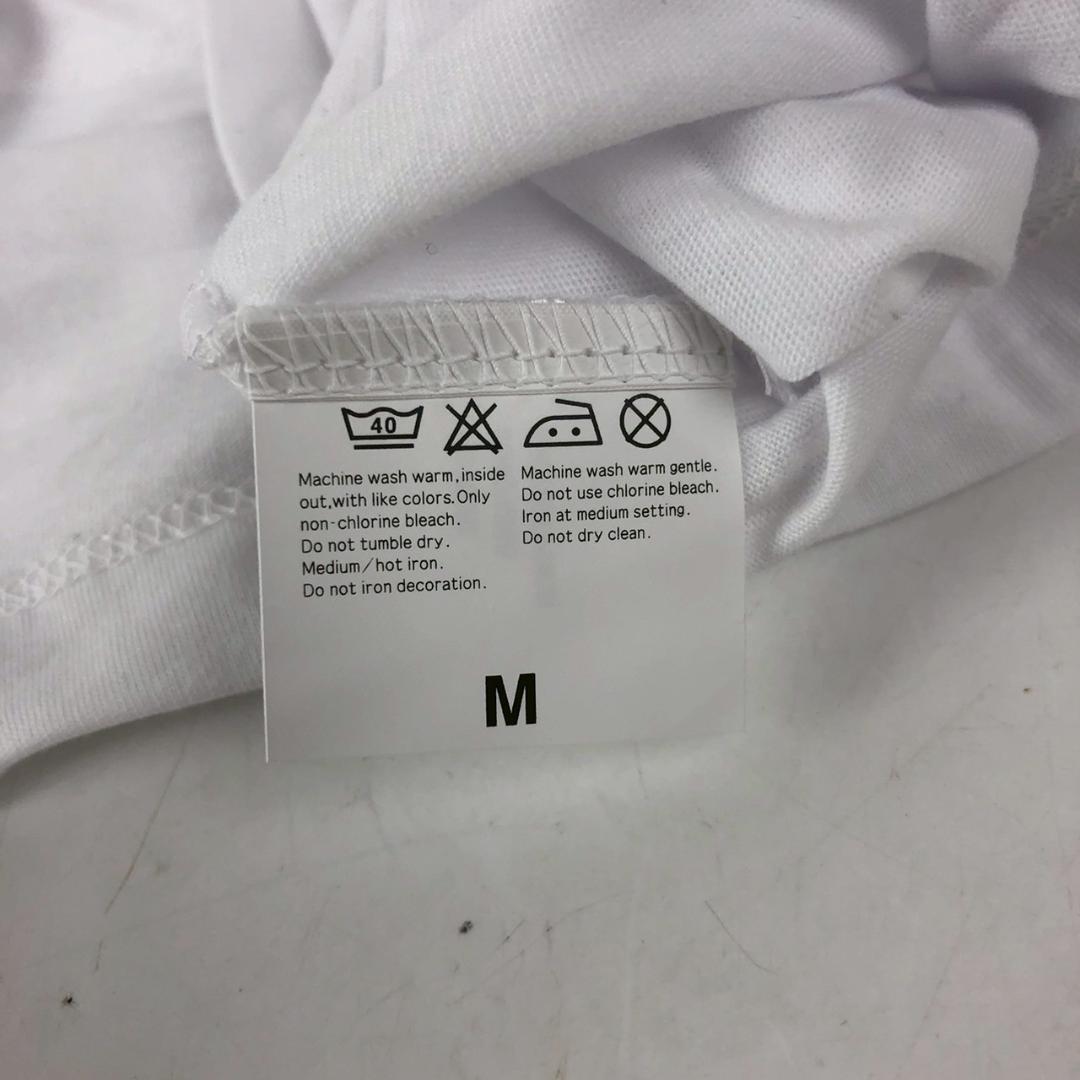 40
Machine wash warm,inside
out,with like colors.Only
non-chlorine bleach.
Do not tumble dry.
Medium/hot iron.
Do not iron decoration.
Machine wash warm gentle.
Do not use chlorine bleach.
Iron at medium setting.
Do not dry clean.
M